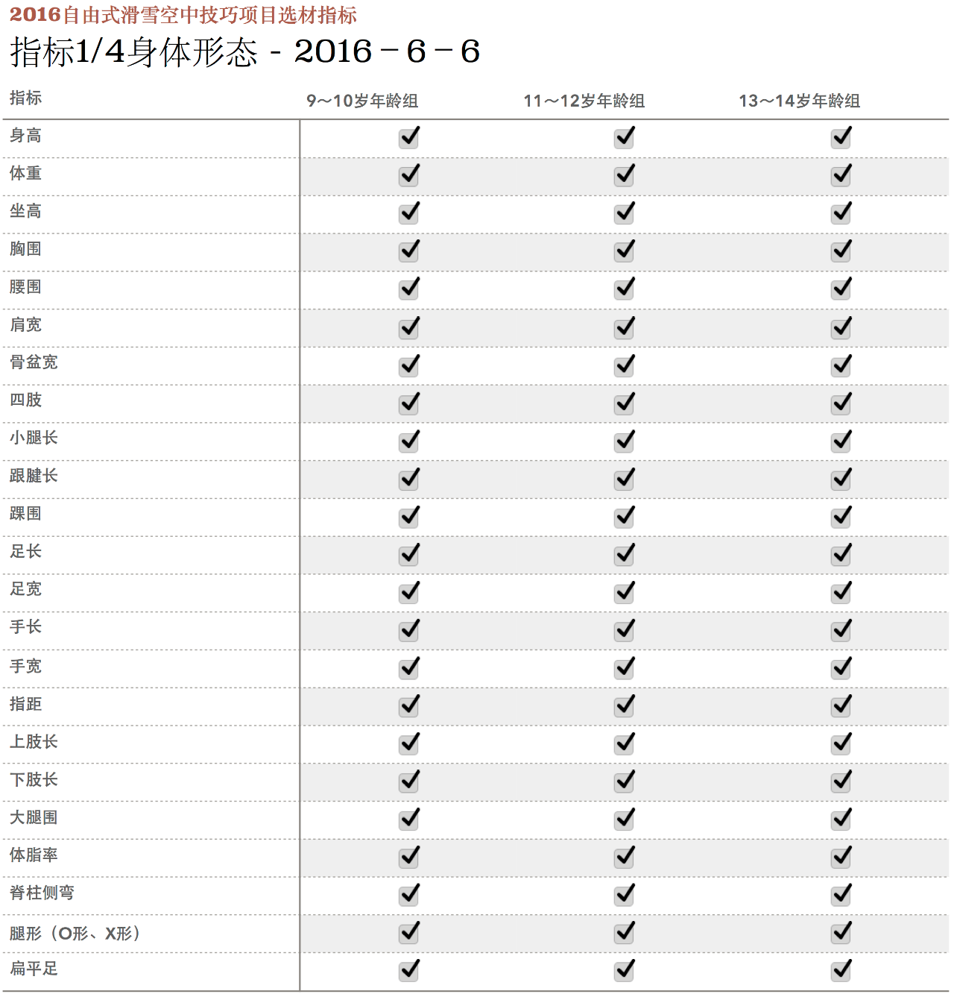 2016自由式滑雪空中技巧项目选材指标
指标1/4身体形态 - 2016－6－6
指标 9～10岁年龄组 11～12岁年龄组 13～14岁年龄组
身高
体重
坐高
胸围
腰围
肩宽
骨盆宽
四肢
小腿长
跟腱长
踝围
足长
足宽
手长
手宽
指距
上肢长
下肢长
大腿围
体脂率
脊柱侧弯
腿形（O形、X形）
扁平足